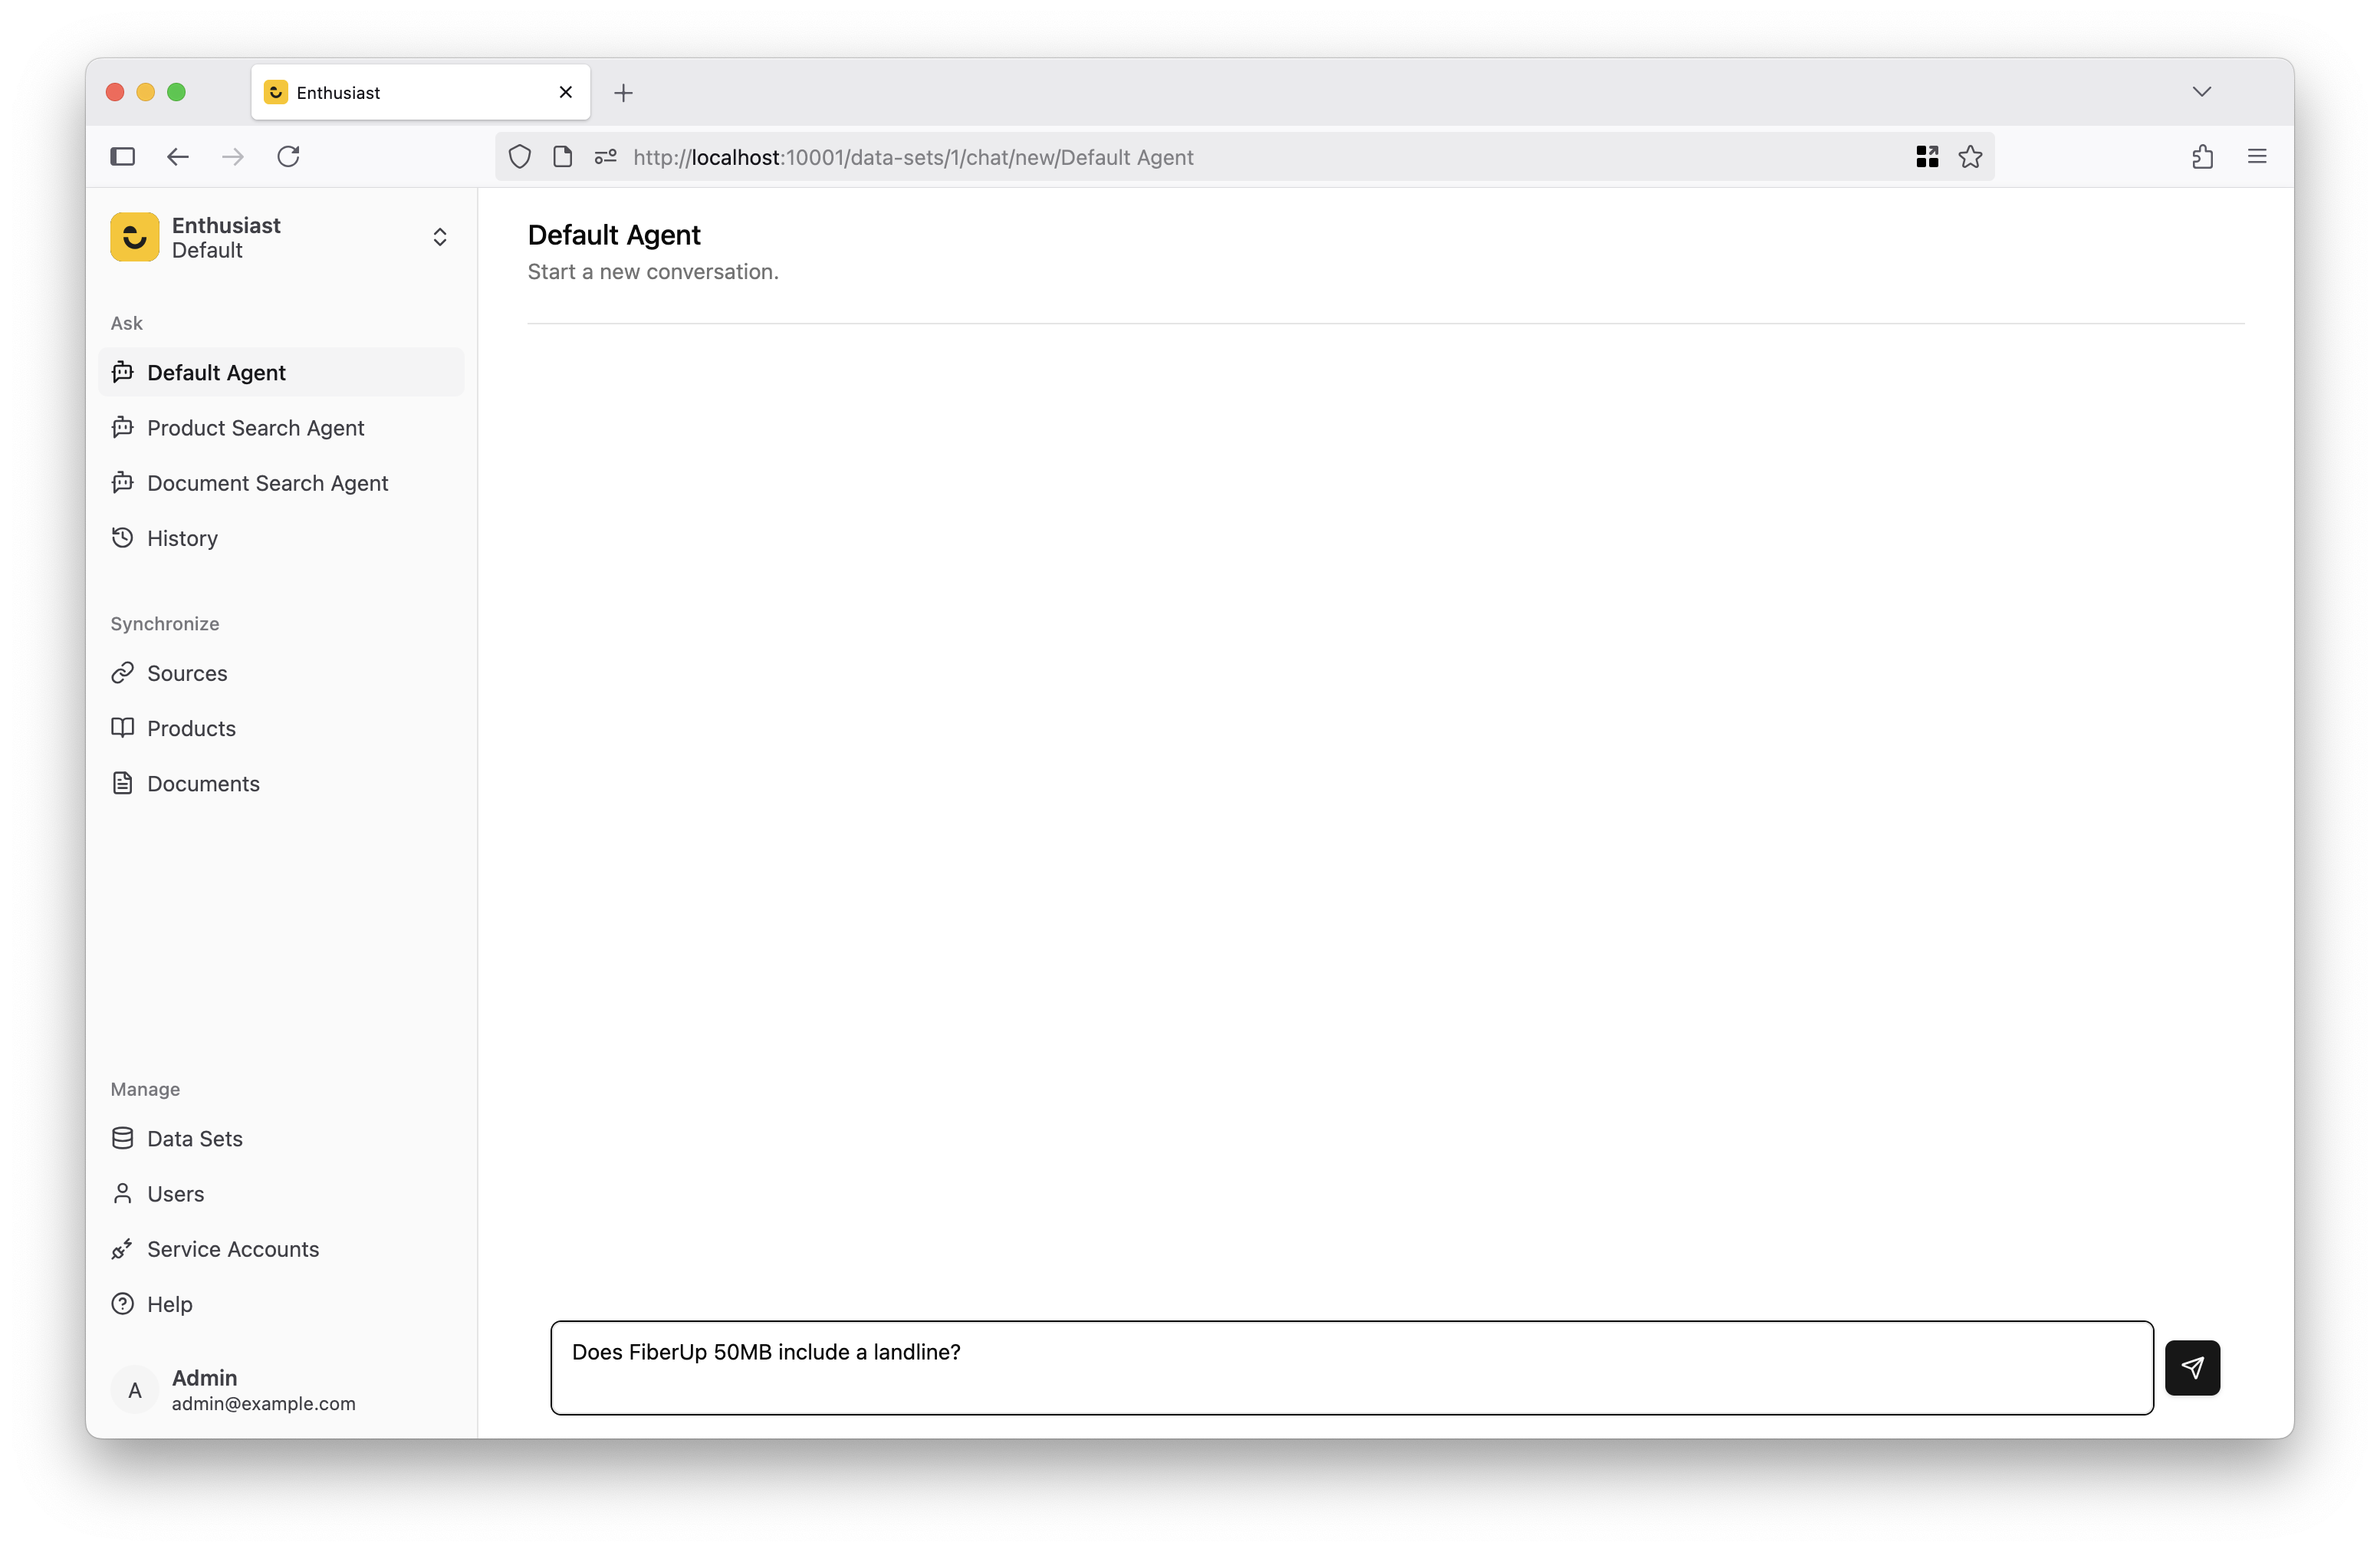 Enthusiast
http://localhost:10001/data-sets/1/chat/new/Default Agent
Enthusiast
Default
Ask
Default Agent
Product Search Agent
Document Search Agent
History
Synchronize
Sources
Products
Documents
Manage
Data Sets
Users
Service Accounts
Help
A
Admin
admin@example.com
Default Agent
Start a new conversation.
Does FiberUp 50MB include a landline?